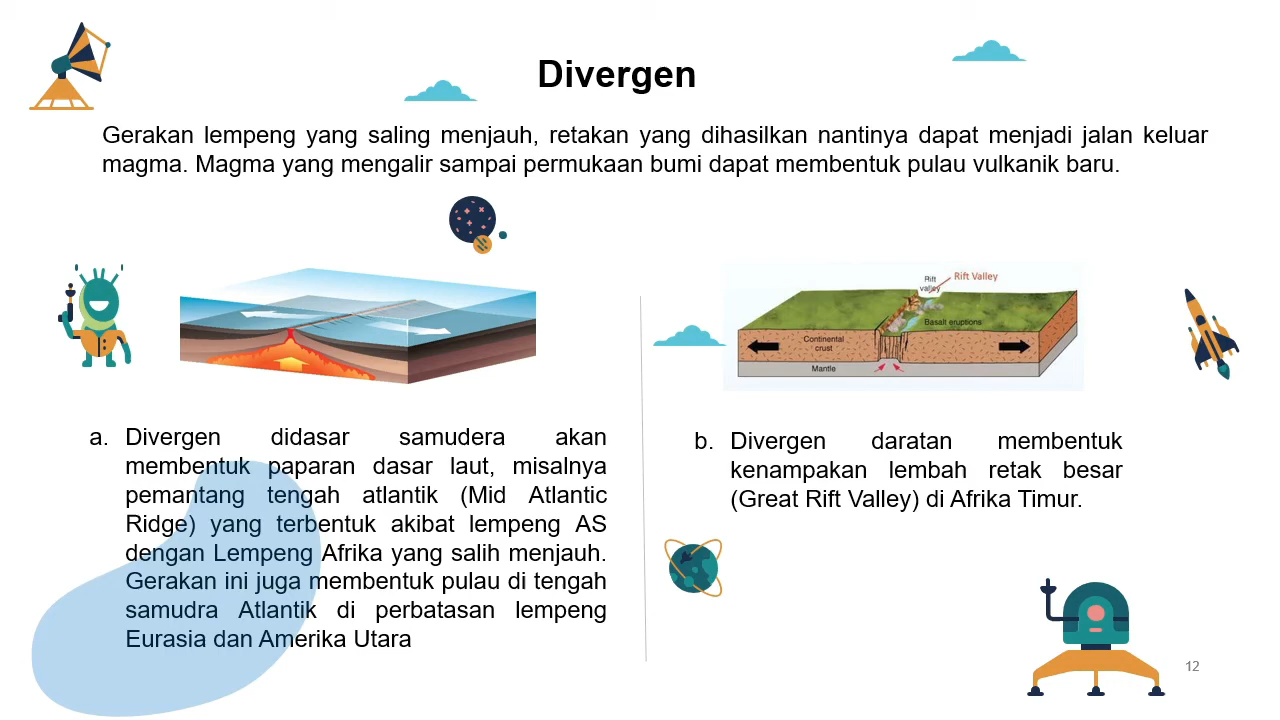 Divergen
Gerakan lempeng yang saling menjauh, retakan yang dihasilkan nantinya dapat menjadi jalan keluar
magma. Magma yang mengalir sampai permukaan bumi dapat membentuk pulau vulkanik baru.
Rift
valley
Rift Valley
Basalt eruptions
Continental
crust
Mantle
a. Divergen didasar samudera akan
membentuk paparan dasar laut, misalnya
pemantang tengah atlantik (Mid Atlantic
Ridge) yang terbentuk akibat lempeng AS
dengan Lempeng Afrika yang salih menjauh.
Gerakan ini juga membentuk pulau di tengah
samudra Atlantik di perbatasan lempeng
Eurasia dan Amerika Utara
b. Divergen daratan membentuk
kenampakan lembah retak besar
(Great Rift Valley) di Afrika Timur.
12